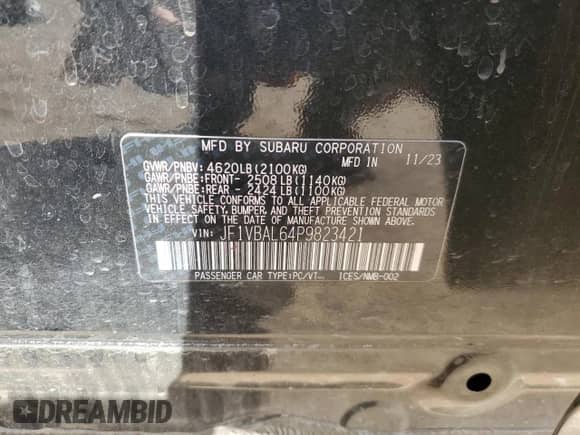 MFD BY SUBARU CORPORATION
GVWR/PNBV: 4620LB(2100KG) MFD IN 11/23
GAWR/PNBE:FRONT- 2508 LB(1140KG)
GAWR/PNBE:REAR - 2424 LB(1100KG)
THIS VEHICLE CONFORMS TO ALL APPLICABLE FEDERAL MOTOR
VEHICLE SAFETY, BUMPER, AND THEFT PREVENTION STANDARDS
IN EFFECT ON THE DATE OF MANUFACTURE SHOWN ABOVE.
VIN: JF1VBAL64P9823421
PASSENGER CAR TYPE:PC/VT- ICES/NMB-002
DREAMBID